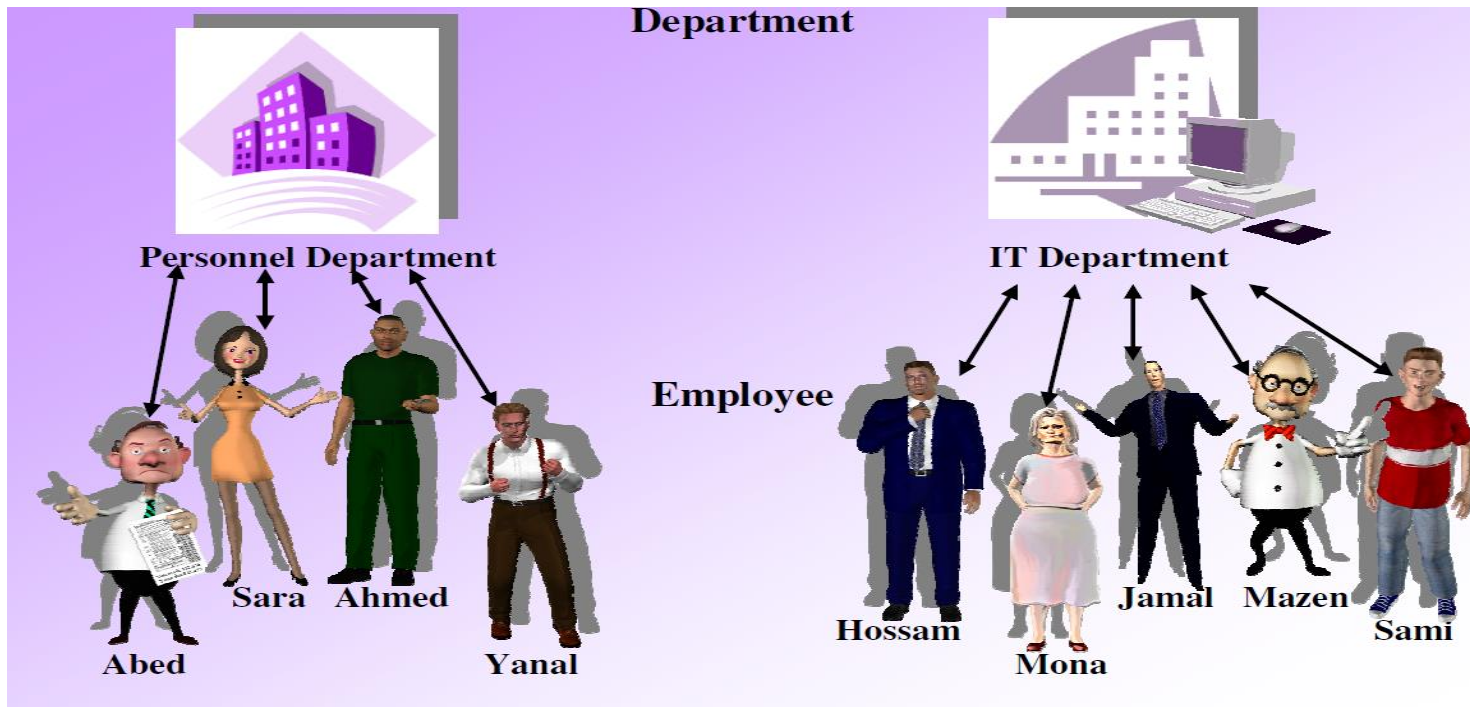 Department
Personnel Department
IT Department
Employee
Sara
Ahmed
Jamal
Mazen
Hossam
Sami
Abed
Yanal
Mona